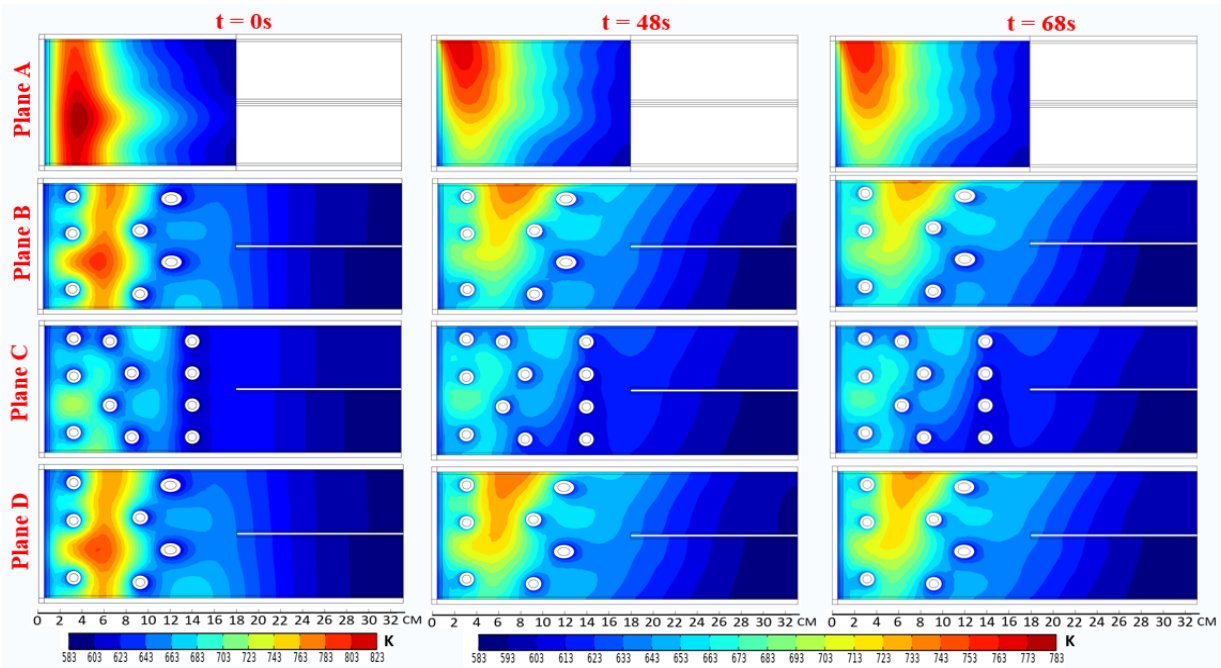 t = 0s
t = 48s
t = 68s
Plane A
Plane B
Plane C
Plane D
0 2 4 6 8 10 12 14 16 18 20 22 24 26 28 30 32 CM
0 2 4 6 8 10 12 14 16 18 20 22 24 26 28 30 32 CM
0 2 4 6 8 10 12 14 16 18 20 22 24 26 28 30 32 CM
K
583 603 623 643 663 683 703 723 743 763 783 803 823
K
583 593 603 613 623 633 643 653 663 673 683 693 703 713 723 733 743 753 763 773 783